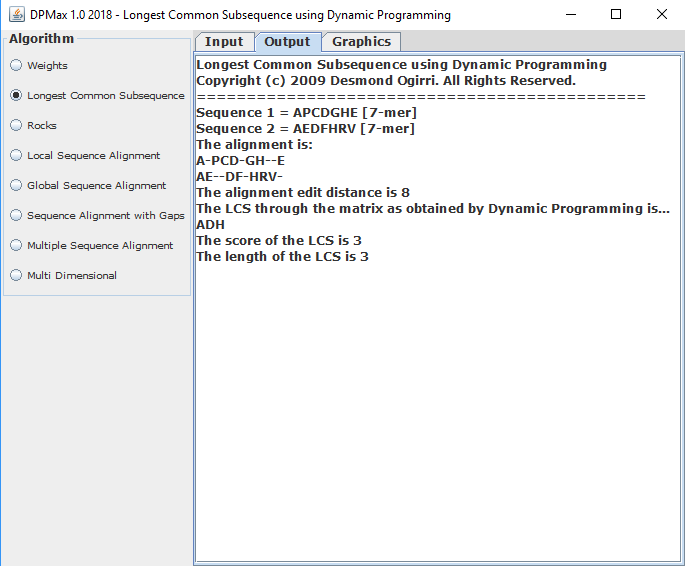 DPMax 1.0 2018 - Longest Common Subsequence using Dynamic Programming
Algorithm
Weights
Longest Common Subsequence
Rocks
Local Sequence Alignment
Global Sequence Alignment
Sequence Alignment with Gaps
Multiple Sequence Alignment
Multi Dimensional
Input Output Graphics
Longest Common Subsequence using Dynamic Programming
Copyright (c) 2009 Desmond Ogirri. All Rights Reserved.
=============================================
Sequence 1 = APCDGHE [7-mer]
Sequence 2 = AEDFHRV [7-mer]
The alignment is:
A-PCD-GH--E
AE--DF-HRV-
The alignment edit distance is 8
The LCS through the matrix as obtained by Dynamic Programming is...
ADH
The score of the LCS is 3
The length of the LCS is 3